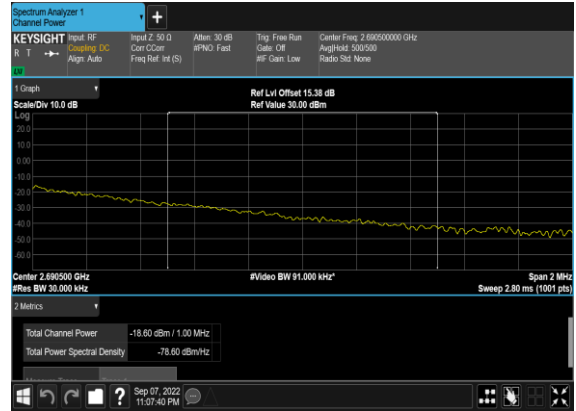 Spectrum Analyzer 1
Channel Power
KEYSIGHT Input: RF Input Z: 50 Ω Atten: 30 dB Trig: Free Run Center Freq: 2.690500000 GHz
R T Coupling: DC Corr CCorr #PNO: Fast Gate: Off Avg|Hold: 500/500
Align: Auto Freq Ref: Int (S) #IF Gain: Low Radio Std: None
1 Graph Ref Lvl Offset 15.38 dB
Scale/Div 10.0 dB Ref Value 30.00 dBm
Log
20.0
10.0
0.00
-10.0
-20.0
-30.0
-40.0
-50.0
-60.0
Center 2.690500 GHz #Video BW 91.000 kHz* Span 2 MHz
#Res BW 30.000 kHz Sweep 2.80 ms (1001 pts)
2 Metrics
Total Channel Power -18.60 dBm / 1.00 MHz
Total Power Spectral Density -78.60 dBm/Hz
? Sep 07, 2022
11:07:40 PM